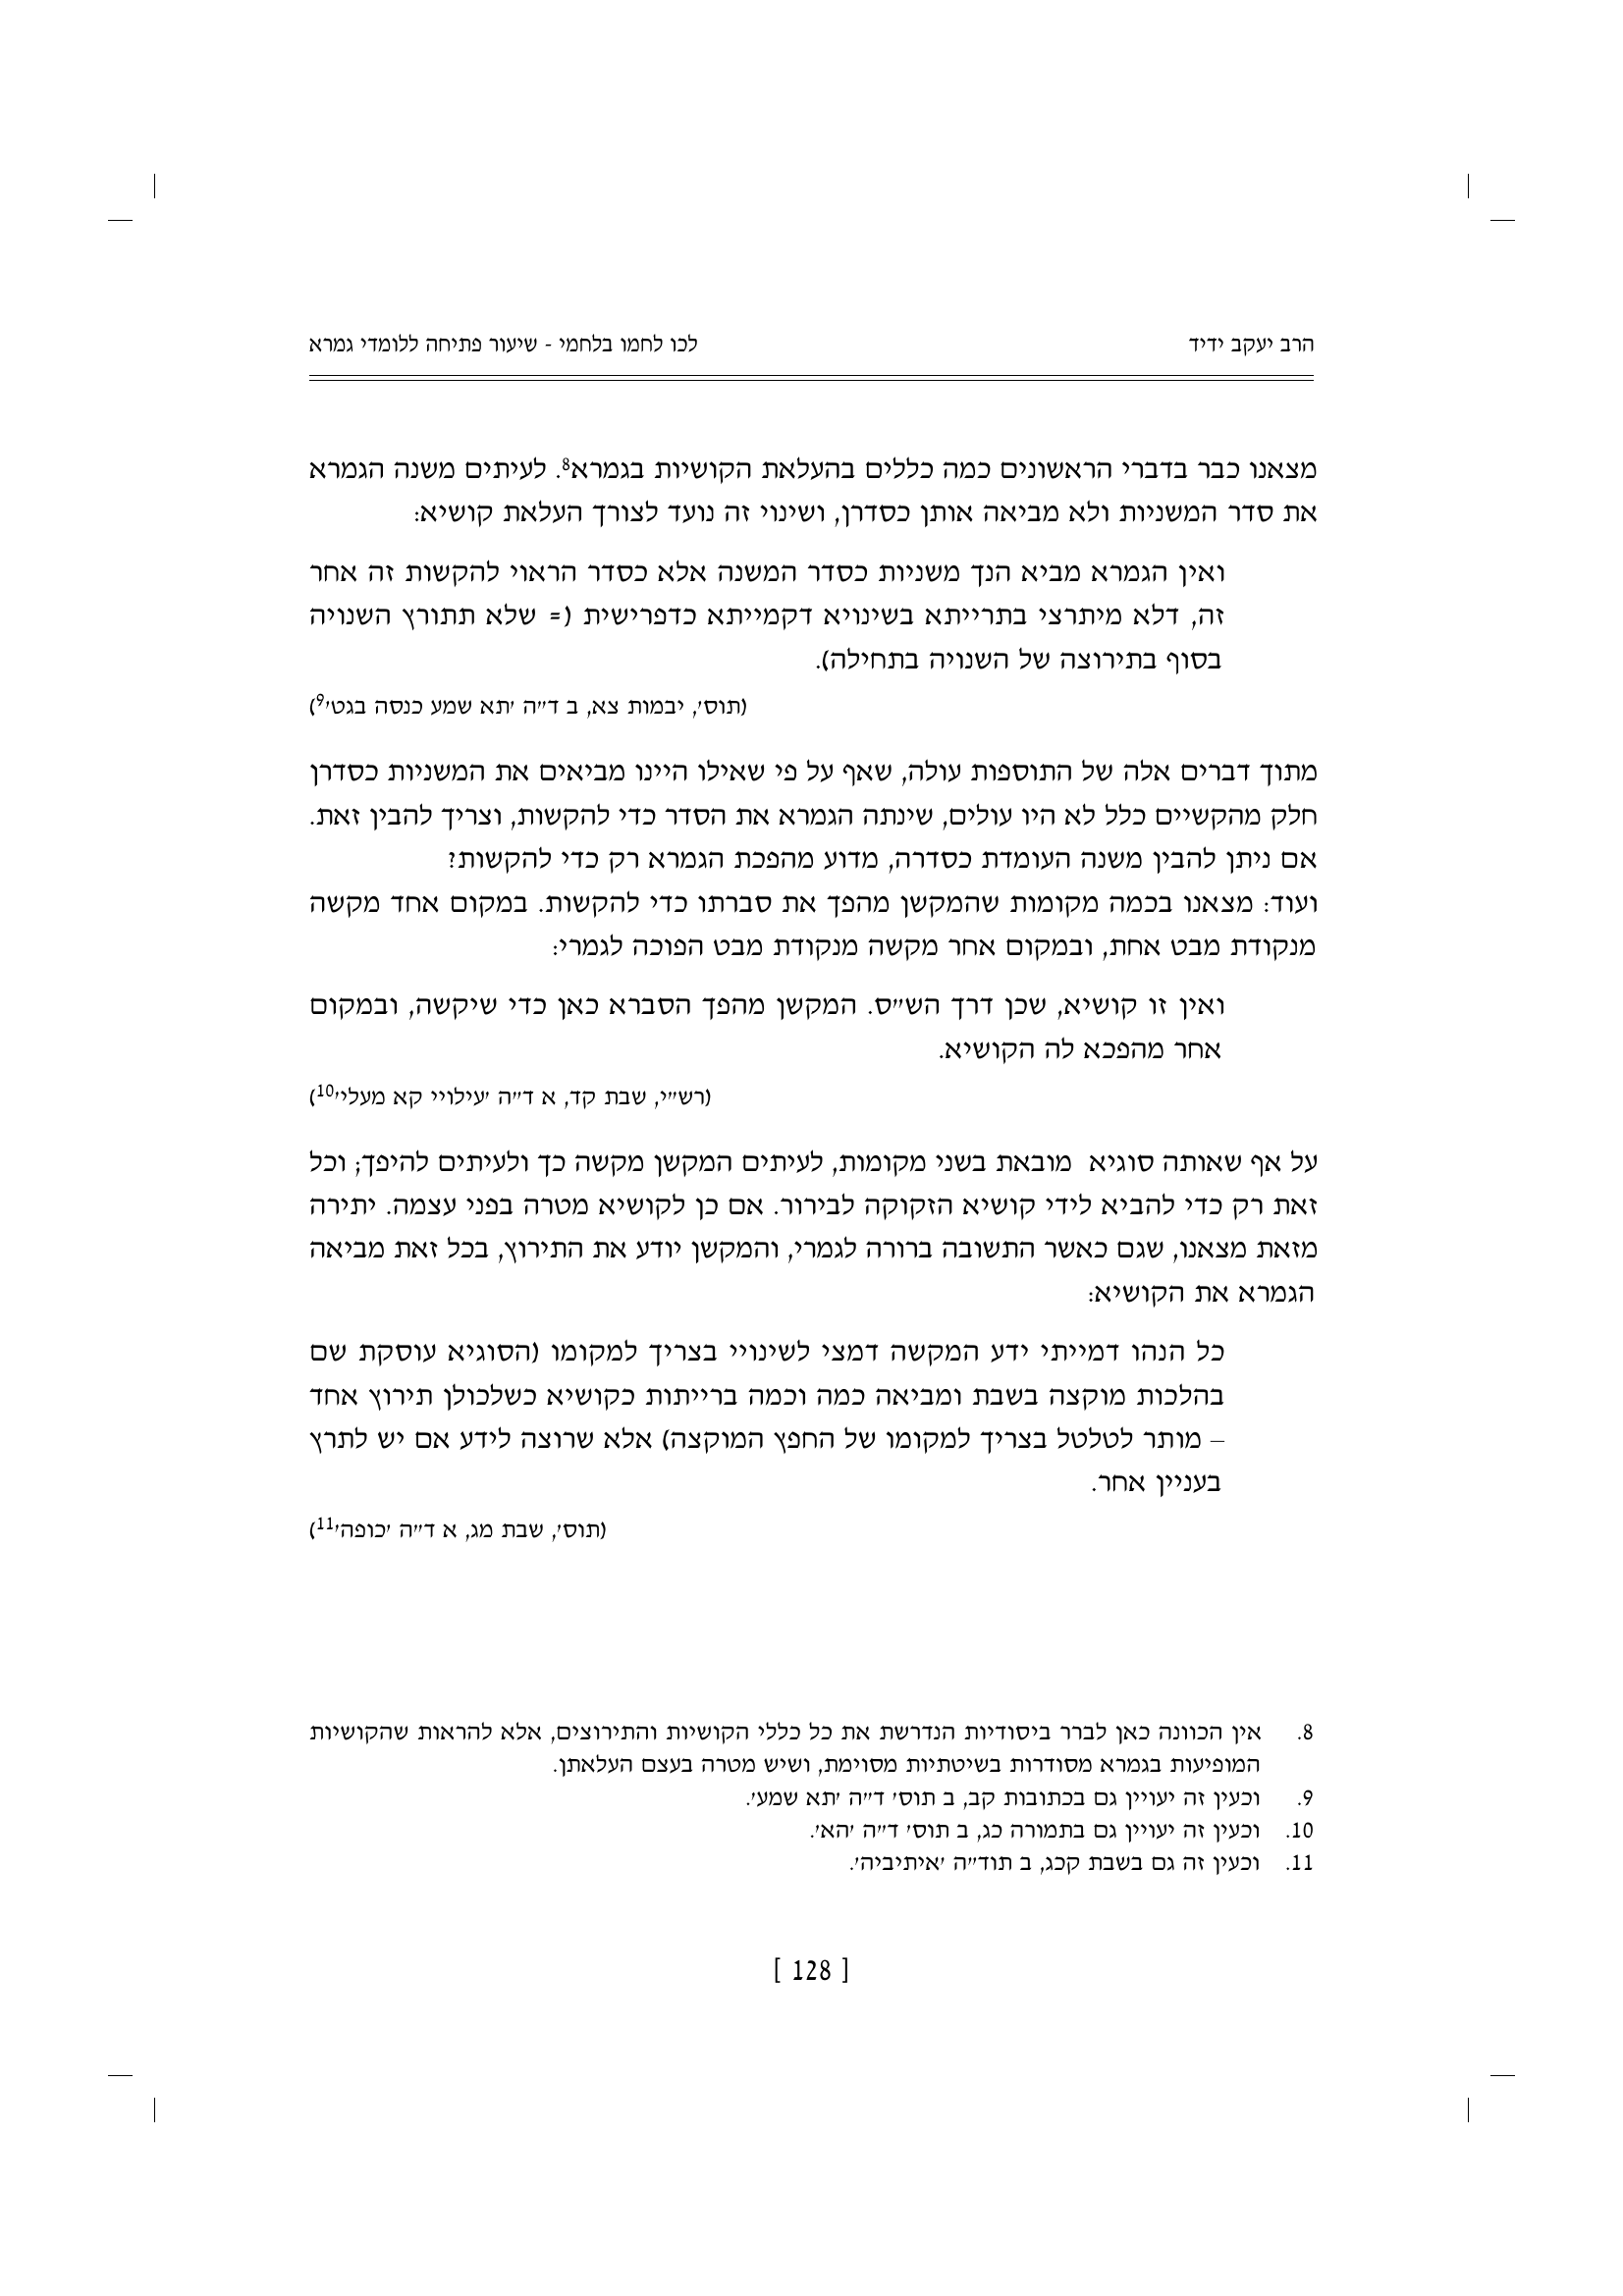 הרב יעקב ידיד
לכו לחמו בלחמי - שיעור פתיחה ללומדי גמרא
מצאנו כבר בדברי הראשונים כמה כללים בהעלאת הקושיות בגמרא8. לעיתים משנה הגמרא
את סדר המשניות ולא מביאה אותן כסדרן, ושינוי זה נועד לצורך העלאת קושיא:
ואין הגמרא מביא הנך משניות כסדר המשנה אלא כסדר הראוי להקשות זה אחר
זה, דלא מיתרצי בתרייתא בשינויא דקמייתא כדפרישית (= שלא תתורץ השנויה
בסוף בתירוצה של השנויה בתחילה).
(תוס', יבמות צא, ב ד"ה 'תא שמע כנסה בגט'9)
מתוך דברים אלה של התוספות עולה, שאף על פי שאילו היינו מביאים את המשניות כסדרן
חלק מהקשיים כלל לא היו עולים, שינתה הגמרא את הסדר כדי להקשות, וצריך להבין זאת.
אם ניתן להבין משנה העומדת כסדרה, מדוע מהפכת הגמרא רק כדי להקשות?
ועוד: מצאנו בכמה מקומות שהמקשן מהפך את סברתו כדי להקשות. במקום אחד מקשה
מנקודת מבט אחת, ובמקום אחר מקשה מנקודת מבט הפוכה לגמרי:
ואין זו קושיא, שכן דרך הש"ס. המקשן מהפך הסברא כאן כדי שיקשה, ובמקום
אחר מהפכא לה הקושיא.
(רש"י, שבת קד, א ד"ה 'עילויי קא מעלי'10)
על אף שאותה סוגיא מובאת בשני מקומות, לעיתים המקשן מקשה כך ולעיתים להיפך; וכל
זאת רק כדי להביא לידי קושיא הזקוקה לבירור. אם כן לקושיא מטרה בפני עצמה. יתירה
מזאת מצאנו, שגם כאשר התשובה ברורה לגמרי, והמקשן יודע את התירוץ, בכל זאת מביאה
הגמרא את הקושיא:
כל הנהו דמייתי ידע המקשה דמצי לשינויי בצריך למקומו (הסוגיא עוסקת שם
בהלכות מוקצה בשבת ומביאה כמה וכמה ברייתות כקושיא כשלכולן תירוץ אחד
– מותר לטלטל בצריך למקומו של החפץ המוקצה) אלא שרוצה לידע אם יש לתרץ
בעניין אחר.
(תוס', שבת מג, א ד"ה 'כופה'11)
8. אין הכוונה כאן לברר ביסודיות הנדרשת את כל כללי הקושיות והתירוצים, אלא להראות שהקושיות
המופיעות בגמרא מסודרות בשיטתיות מסוימת, ושיש מטרה בעצם העלאתן.
9. וכעין זה יעויין גם בכתובות קב, ב תוס' ד"ה 'תא שמע'.
10. וכעין זה יעויין גם בתמורה כג, ב תוס' ד"ה 'הא'.
11. וכעין זה גם בשבת קכג, ב תוד"ה 'איתיביה'.
[ 128 ]